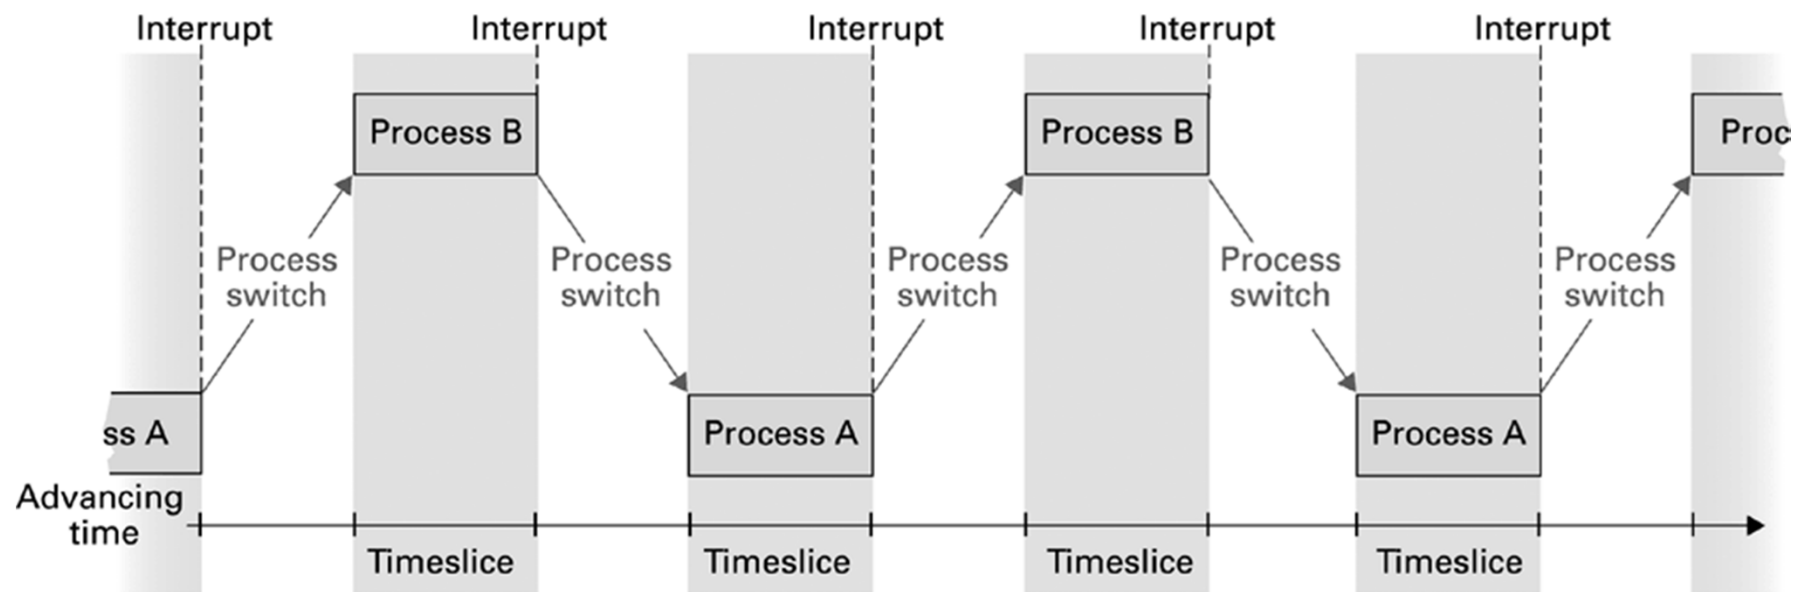 Interrupt Interrupt Interrupt Interrupt Interrupt
Process B Process B Proc
Process Process Process Process Process
switch switch switch switch switch
ss A Process A Process A
Advancing
time
Timeslice Timeslice Timeslice Timeslice